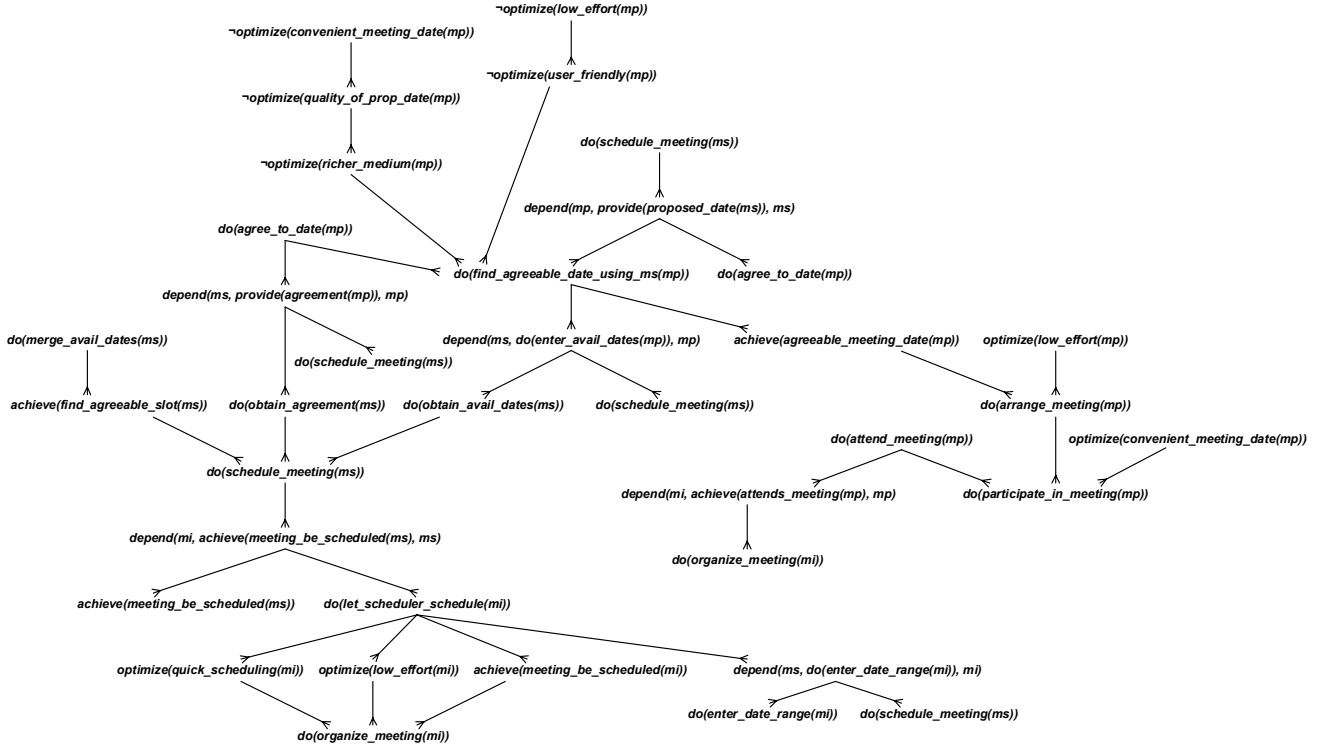 ¬optimize(low_effort(mp))
¬optimize(convenient_meeting_date(mp))
¬optimize(user_friendly(mp))
¬optimize(quality_of_prop_date(mp))
do(schedule_meeting(ms))
¬optimize(richer_medium(mp))
depend(mp, provide(proposed_date(ms)), ms)
do(agree_to_date(mp))
do(find_agreeable_date_using_ms(mp))
do(agree_to_date(mp))
depend(ms, provide(agreement(mp)), mp)
do(merge_avail_dates(ms))
depend(ms, do(enter_avail_dates(mp)), mp)
achieve(agreeable_meeting_date(mp))
optimize(low_effort(mp))
do(schedule_meeting(ms))
achieve(find_agreeable_slot(ms))
do(obtain_agreement(ms))
do(obtain_avail_dates(ms))
do(schedule_meeting(ms))
do(arrange_meeting(mp))
do(attend_meeting(mp))
optimize(convenient_meeting_date(mp))
do(schedule_meeting(ms))
depend(mi, achieve(attends_meeting(mp), mp)
do(participate_in_meeting(mp))
depend(mi, achieve(meeting_be_scheduled(ms), ms)
do(organize_meeting(mi))
achieve(meeting_be_scheduled(ms))
do(let_scheduler_schedule(mi))
optimize(quick_scheduling(mi))
optimize(low_effort(mi))
achieve(meeting_be_scheduled(mi))
depend(ms, do(enter_date_range(mi)), mi)
do(enter_date_range(mi))
do(schedule_meeting(ms))
do(organize_meeting(mi))